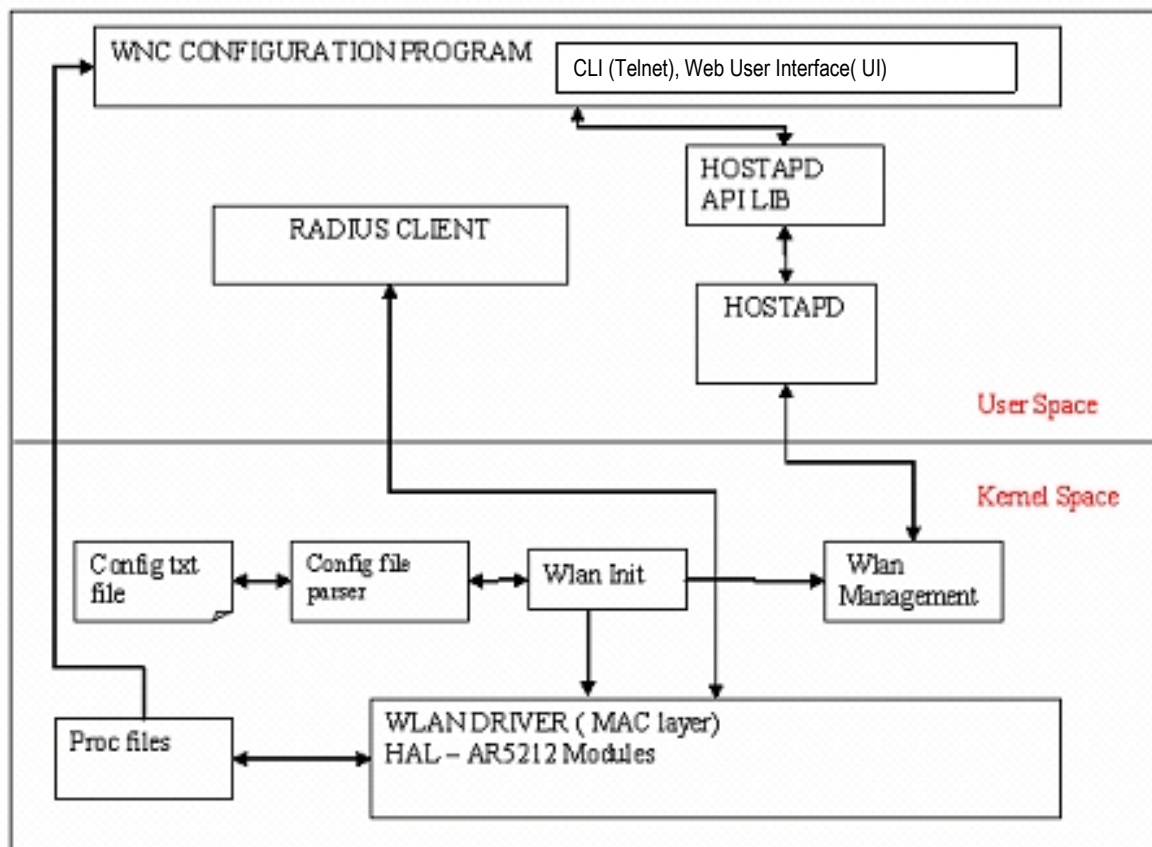 WNC CONFIGURATION PROGRAM
CLI (Telnet), Web User Interface( UI)
HOSTAPD
API LIB
RADIUS CLIENT
HOSTAPD
User Space
Kernel Space
Config txt
file
Config file
parser
Wlan Init
Wlan
Management
Proc files
WLAN DRIVER ( MAC layer)
HAL – AR5212 Modules